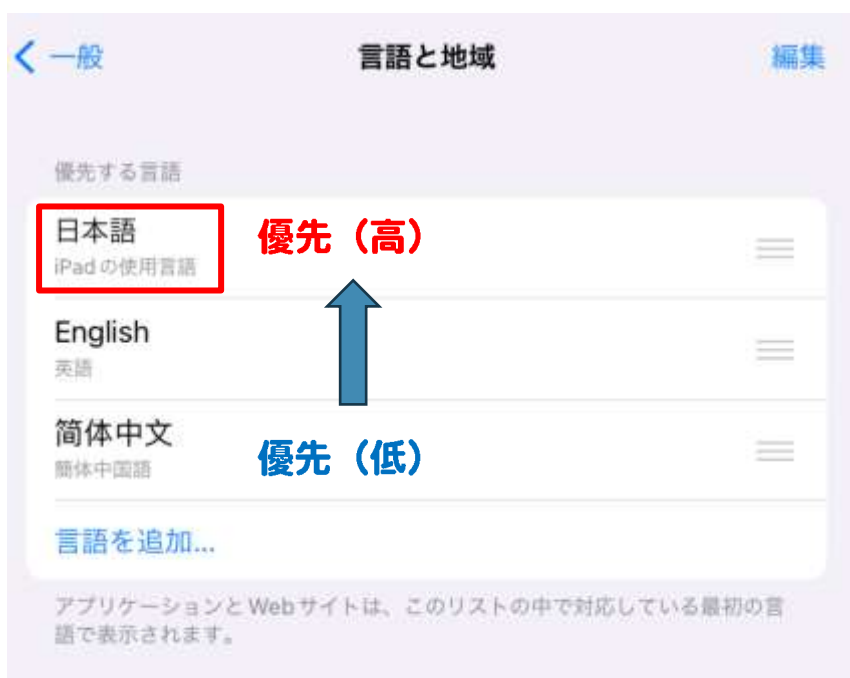 一般 言語と地域 編集
優先する言語
日本語
iPadの使用言語
優先（高）
English
英語
简体中文
簡体中国語
優先（低）
言語を追加...
アプリケーションとWebサイトは、このリストの中で対応している最初の言
語で表示されます。